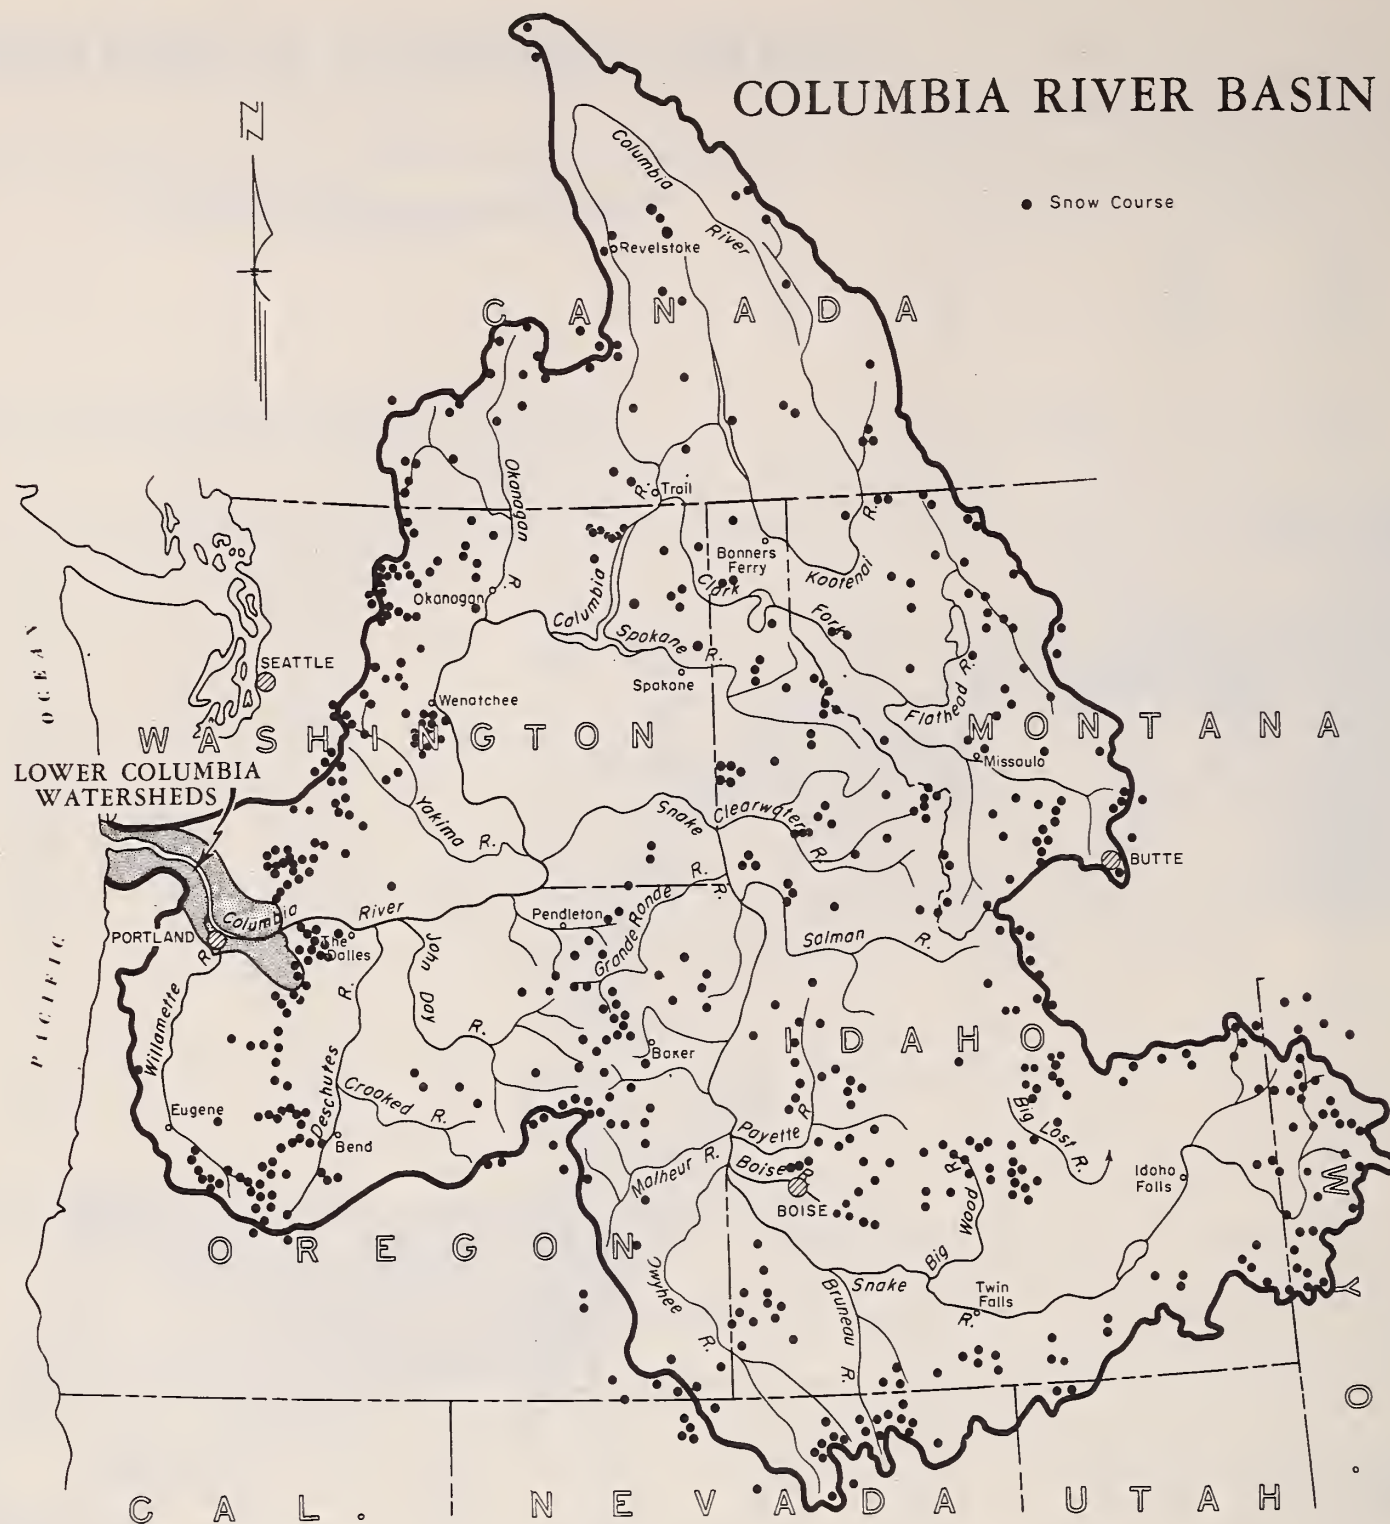 COLUMBIA RIVER BASIN
N
Snow Course
Columbia
River
Revelstoke
CANADA
Okanagan
R.
R.
Trail
R.
Bonners
Ferry
Kootenai
Okanogan
Columbia
Clark
Fork
Spokane
R.
Spokane
SEATTLE
PACIFIC OCEAN
Wenatchee
Flathead R.
WASHINGTON
MONTANA
Missoula
LOWER COLUMBIA
WATERSHEDS
Yakima R.
Snake
R.
Clearwater
R.
BUTTE
Columbia
River
Pendleton
Grande Ronde
R.
PORTLAND
The
Dalles
Salmon
R.
Willamette
R.
John
Day
R.
Deschutes
R.
Baker
IDAHO
Crooked R.
Eugene
Bend
Payette
R.
Big
Lost R.
Malheur R.
Boise
R.
BOISE
Idaho
Falls
Big
Wood
R.
OREGON
Owyhee
R.
Snake
R.
Bruneau
R.
Twin
Falls
WYO.
CAL.
NEVADA
UTAH